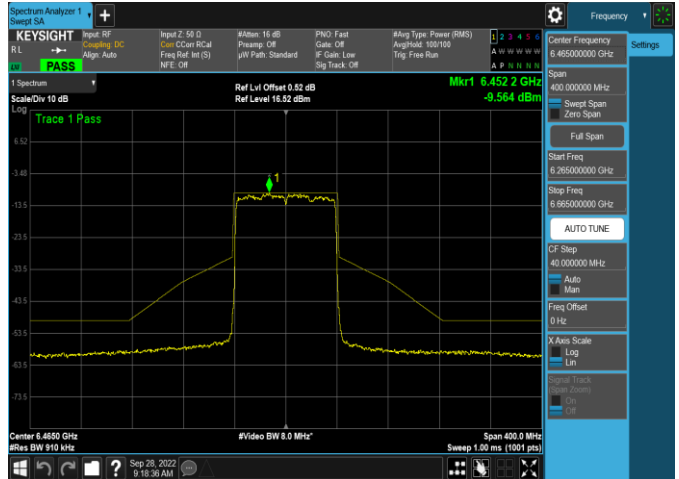 Spectrum Analyzer 1
Swept SA
Frequency
KEYSIGHT
RL
PASS
Input: RF
Coupling: DC
Align: Auto
Input Z: 50 Ω
Corr CCorr RCal
Freq Ref: Int (S)
NFE: Off
#Atten: 16 dB
Preamp: Off
µW Path: Standard
PNO: Fast
Gate: Off
IF Gain: Low
Sig Track: Off
#Avg Type: Power (RMS)
Avg|Hold: 100/100
Trig: Free Run
1 2 3 4 5 6
A W W W W W
A P N N N N
1 Spectrum
Scale/Div 10 dB
Ref Lvl Offset 0.52 dB
Ref Level 16.52 dBm
Mkr1 6.452 2 GHz
-9.564 dBm
Log
Trace 1 Pass
1
6.52
-3.48
-13.5
-23.5
-33.5
-43.5
-53.5
-63.5
-73.5
Center 6.4650 GHz
#Res BW 910 kHz
#Video BW 8.0 MHz*
Span 400.0 MHz
Sweep 1.00 ms (1001 pts)
Sep 28, 2022
9:18:36 AM
Center Frequency
6.465000000 GHz
Span
400.000000 MHz
Swept Span
Zero Span
Full Span
Start Freq
6.265000000 GHz
Stop Freq
6.665000000 GHz
AUTO TUNE
CF Step
40.000000 MHz
Auto
Man
Freq Offset
0 Hz
X Axis Scale
Log
Lin
Signal Track
(Span Zoom)
On
Off
Settings